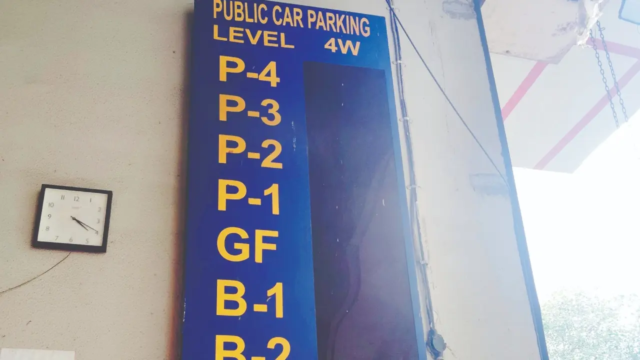 PUBLIC CAR PARKING
LEVEL 4W
P-4
P-3
P-2
P-1
GF
B-1
B-2